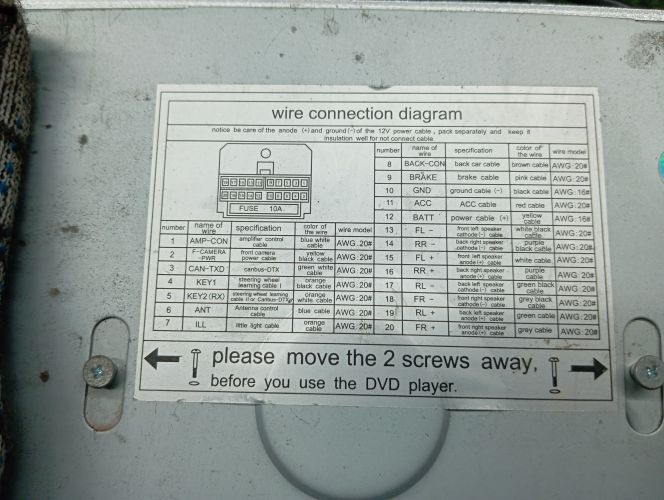 wire connection diagram
notice be care of the anode (+) and ground (−) of the 12V power cable , pack separately and keep it
insulation well for not connect cable.
FUSE 10A
number name of wire specification color of the wire wire model
1 AMP-CON amplifier control cable blue white cable AWG:20#
2 F-CAMERA-PWR front camera power cable yellow black cable AWG:20#
3 CAN-TXD canbus-DTX green white cable AWG:20#
4 KEY1 steering wheel learning cable I orange black cable AWG:20#
5 KEY2 (RX) steering wheel learning cable II or Canbus-DTX orange white cable AWG:20#
6 ANT Antenna control cable blue cable AWG:20#
7 ILL little light cable orange cable AWG:20#
number name of wire specification color of the wire wire model
8 BACK-CON back car cable brown cable AWG:20#
9 BRAKE brake cable pink cable AWG:20#
10 GND ground cable (−) black cable AWG:16#
11 ACC ACC cable red cable AWG:20#
12 BATT power cable (+) yellow cable AWG:16#
13 FL − front left speaker cathode(−) cable white black cable AWG:20#
14 RR − back right speaker cathode(−) cable purple black cable AWG:20#
15 FL + front left speaker anode(+) cable white cable AWG:20#
16 RR + back right speaker anode(+) cable purple cable AWG:20#
17 RL − back left speaker cathode(−) cable green black cable AWG:20#
18 FR − front right speaker cathode(−) cable grey black cable AWG:20#
19 RL + back left speaker anode(+) cable green cable AWG:20#
20 FR + front right speaker anode(+) cable grey cable AWG:20#
please move the 2 screws away,
before you use the DVD player.